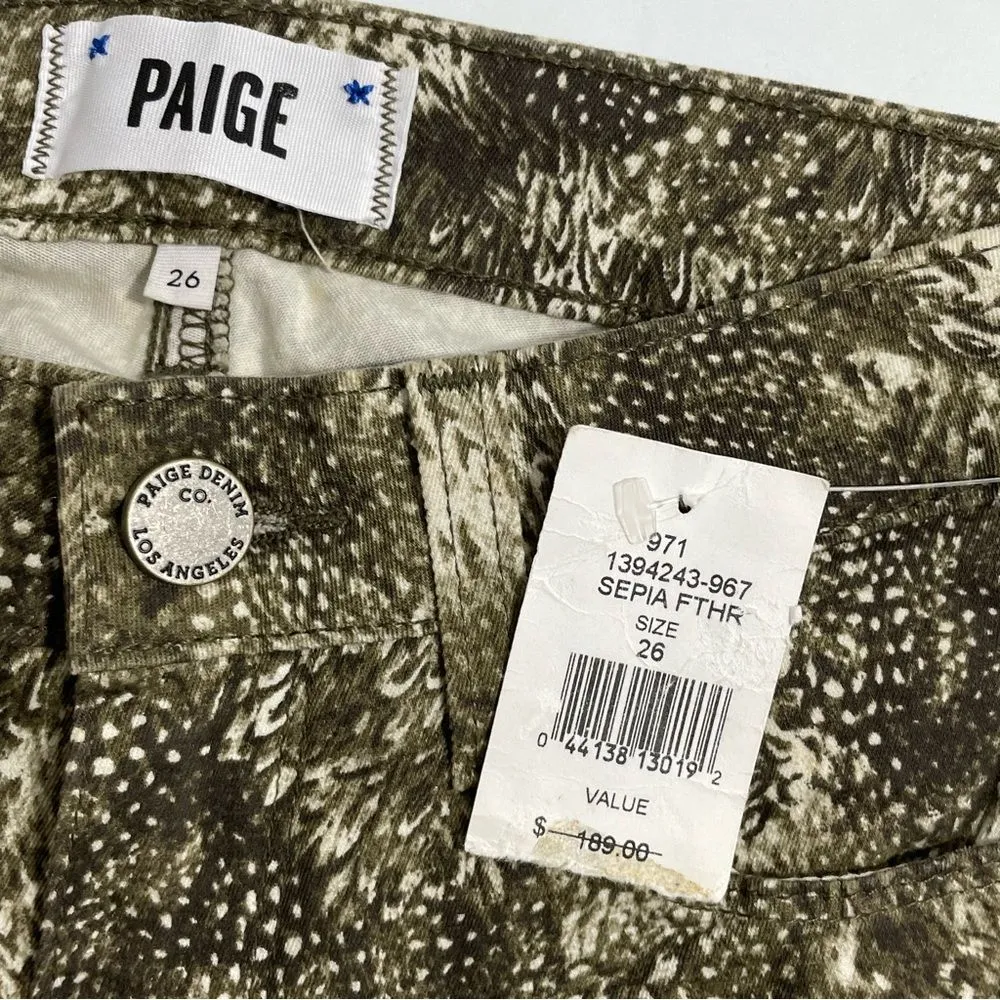 PAIGE
26
PAIGE DENIM
CO.
LOS ANGELES
971
1394243-967
SEPIA FTHR
SIZE
26
0 44138 13019 2
VALUE
$ 189.00